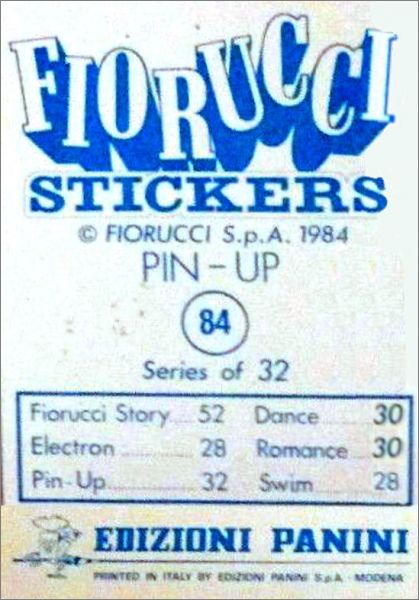 FIORUCCI
STICKERS
© FIORUCCI S.p.A. 1984
PIN-UP
84
Series of 32
Fiorucci Story.....52 Dance..........30
Electron............28 Romance...30
Pin-Up..............32 Swim..........28
EDIZIONI PANINI
PRINTED IN ITALY BY EDIZIONI PANINI S.p.A. - MODENA